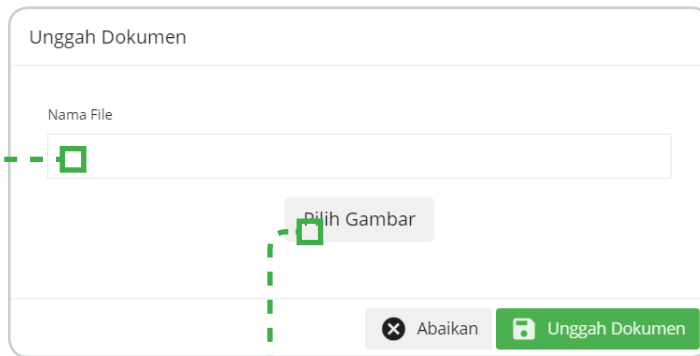 Unggah Dokumen
Nama File
Pilih Gambar
Abaikan
Unggah Dokumen